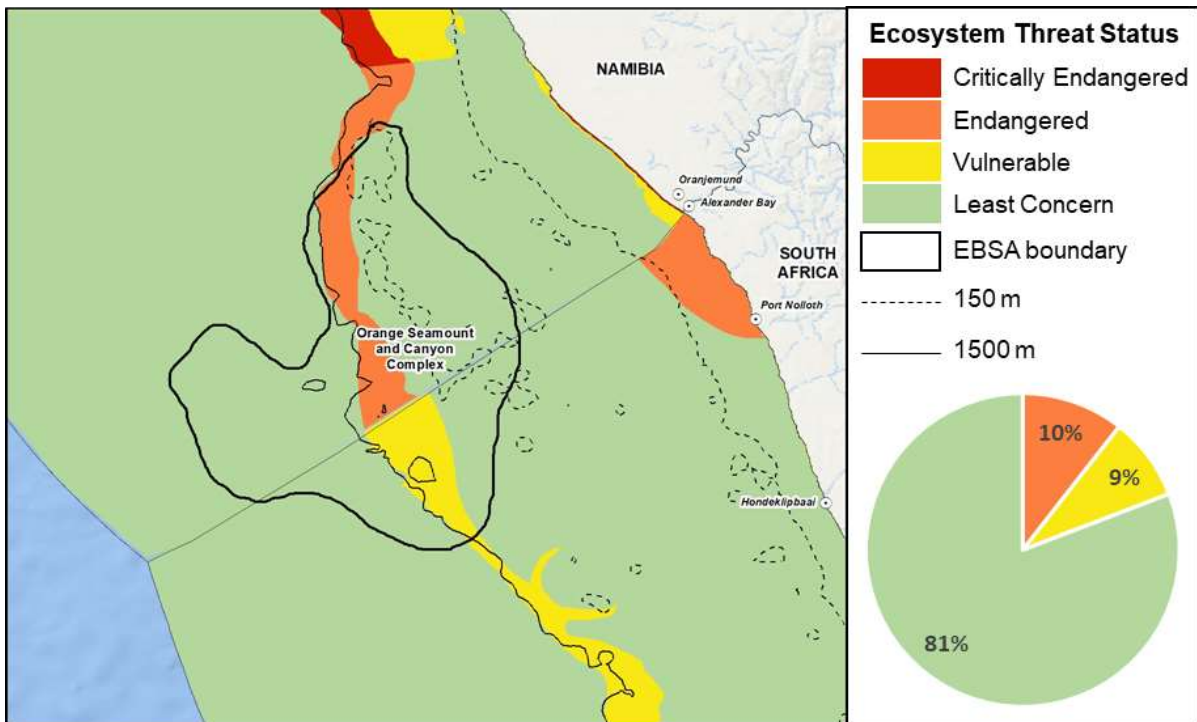 NAMIBIA
Oranjemund
Alexander Bay
SOUTH
AFRICA
Port Nolloth
Orange Seamount
and Canyon
Complex
Hondeklipbaai
Ecosystem Threat Status
Critically Endangered
Endangered
Vulnerable
Least Concern
EBSA boundary
150 m
1500 m
10%
9%
81%